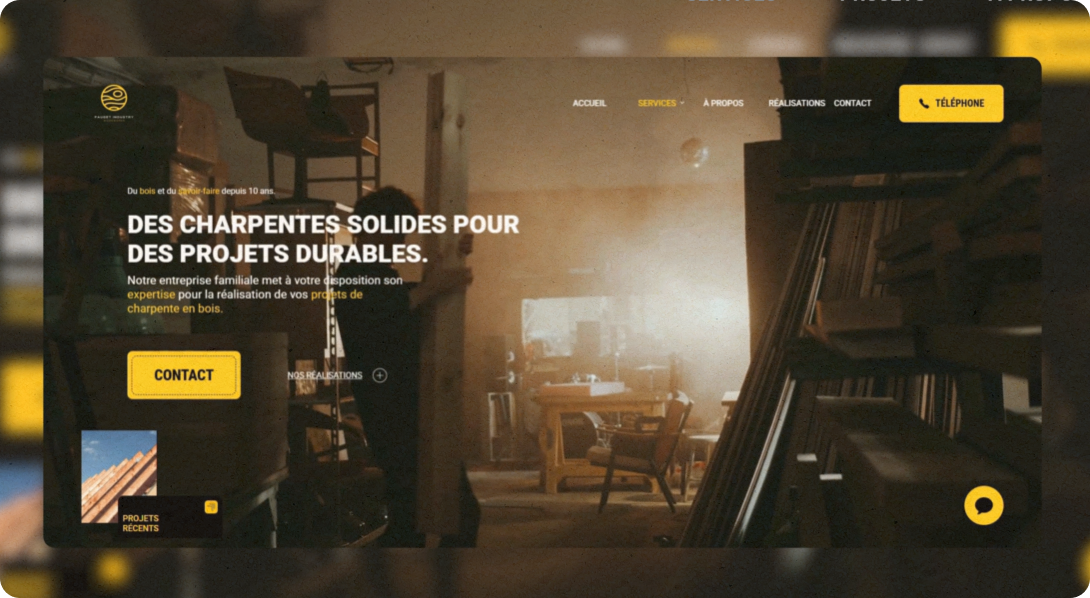 ACCUEIL
SERVICES
À PROPOS
RÉALISATIONS
CONTACT
TÉLÉPHONE
Du bois et du savoir-faire depuis 10 ans.
DES CHARPENTES SOLIDES POUR
DES PROJETS DURABLES.
Notre entreprise familiale met à votre disposition son
expertise pour la réalisation de vos projets de
charpente en bois.
CONTACT
NOS RÉALISATIONS
PROJETS
RÉCENTS